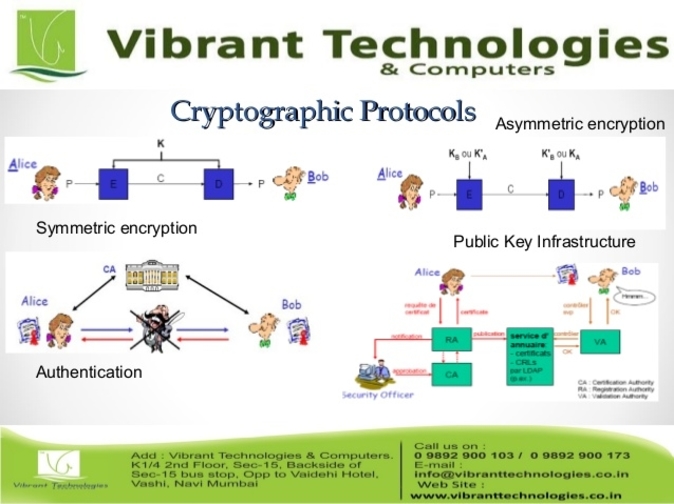 Vibrant Technologies
& Computers
Cryptographic Protocols
Asymmetric encryption
K
Alice
P
E
C
D
P
Bob
Symmetric encryption
K_B ou K'_A
K'_B ou K_A
Alice
P
E
C
D
P
Bob
Public Key Infrastructure
CA
Alice
Bob
Authentication
Alice
Bob
Hmmm...
enquête de
certificat
certificate
contrôler
OK
notification
RA
publication
service d'
annuaire
- certificats
- CRLs
par LDAP
contrôler
OK
VA
approbation
CA
Security Officer
CA : Certification Authority
RA : Registration Authority
VA : Validation Authority
Vibrant Technologies
Add : Vibrant Technologies & Computers.
K1/4 2nd Floor, Sec-15, Backside of
Sec-15 bus stop, Opp to Vaidehi Hotel,
Vashi, Navi Mumbai
Call us on :
0 9892 900 103 / 0 9892 900 173
E-mail :
info@vibranttechnologies.co.in
Web Site :
www.vibranttechnologies.co.in